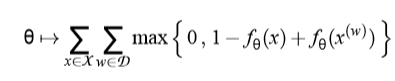 θ ↦ ∑_{x∈𝒳} ∑_{w∈𝒟} max { 0 , 1 − f_θ(x) + f_θ(x^{(w)}) }